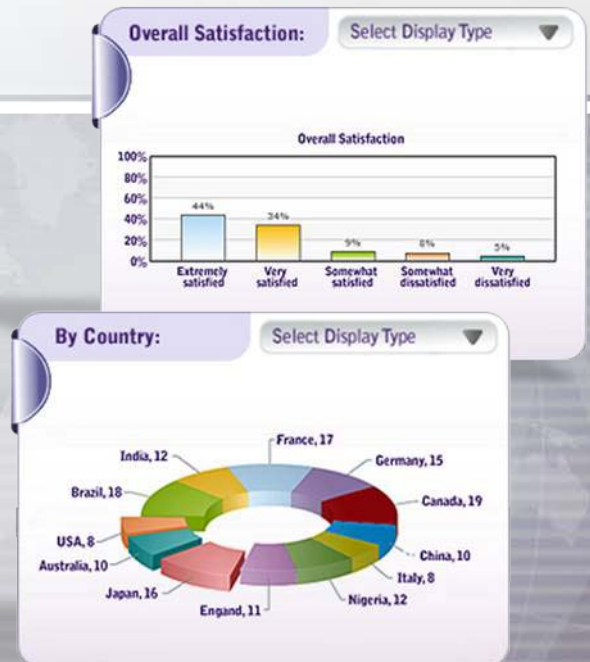 Overall Satisfaction:
Select Display Type
Overall Satisfaction
100%
80%
60%
40%
20%
0%
44%
34%
9%
8%
5%
Extremely
satisfied
Very
satisfied
Somewhat
satisfied
Somewhat
dissatisfied
Very
dissatisfied
By Country:
Select Display Type
France, 17
India, 12
Germany, 15
Brazil, 18
Canada, 19
USA, 8
China, 10
Australia, 10
Italy, 8
Japan, 16
Nigeria, 12
Engand, 11